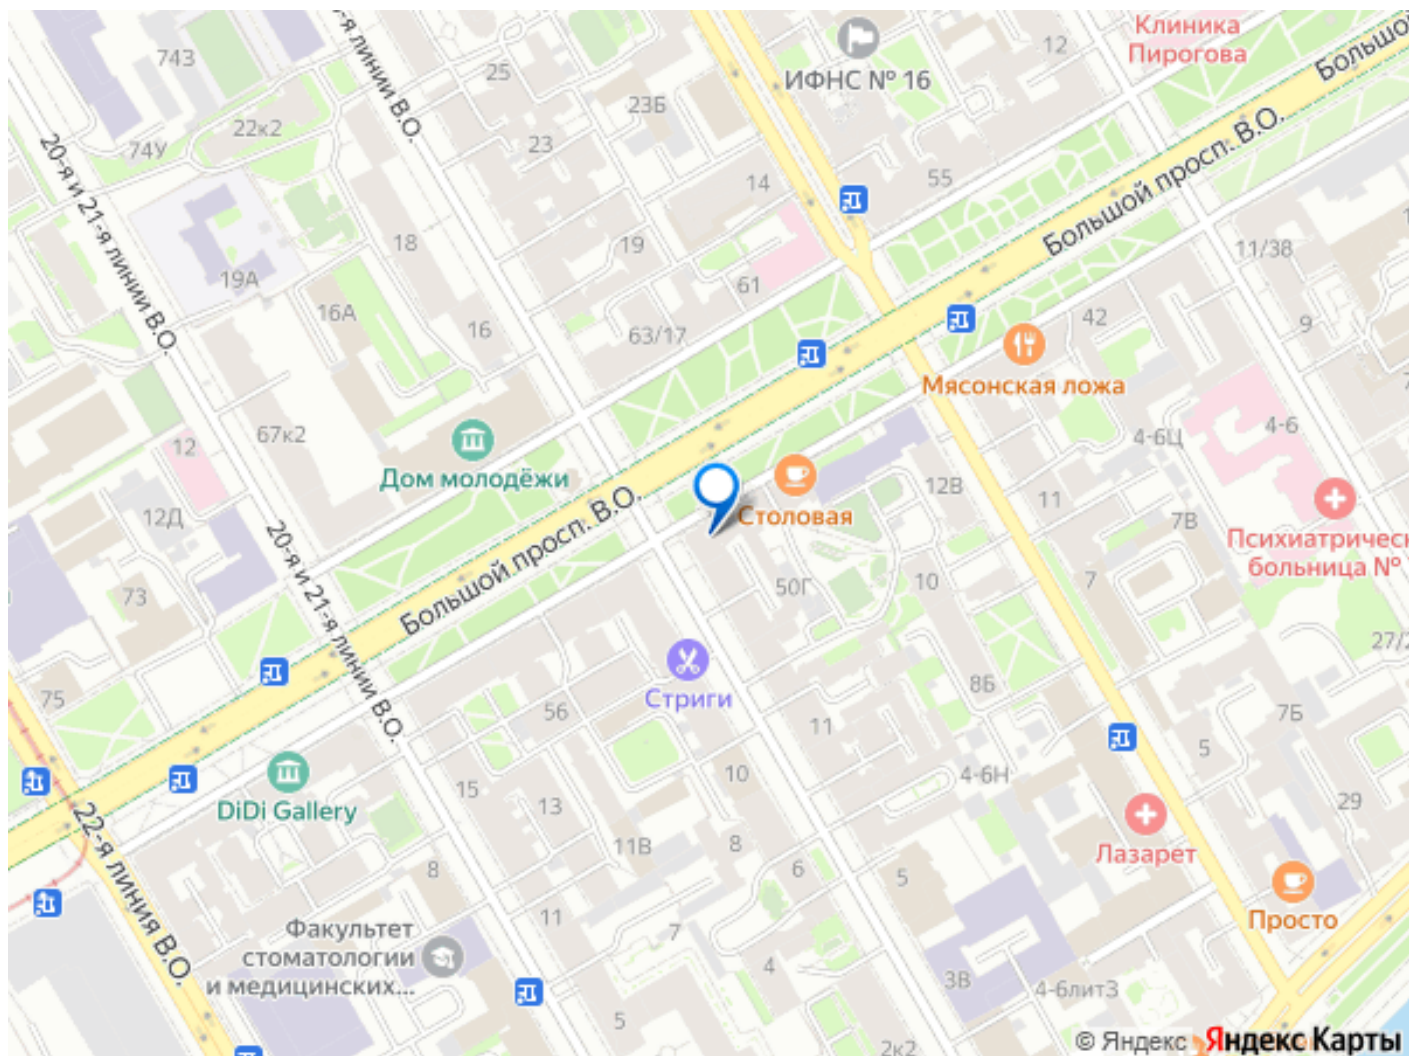 Клиника
Пирогова
Большо
ИФНС № 16
12
743
25
23Б
я линии В.О.
22к2
74У
23
20-я и 21-я линии В.О.
14
55
Большой просп. В.О.
18
19
19А
61
11/38
16А
16
63/17
42
9
Мясонская ложа
67к2
12
Дом молодёжи
4-6Ц
4-6
12В
11
7В
Столовая
12Д
Большой просп. В.О.
Психиатрическ
больница №
73
20-я и 21-я линии В.О.
50Г
10
7
27/2
Стриги
75
56
8Б
11
7Б
5
10
4-6Н
15
13
DiDi Gallery
29
22-я линия В.О.
11В
8
Лазарет
8
6
5
11
Просто
Факультет
стоматологии
и медицинских...
7
4
3В
4-6лит3
5
2к2
© Яндекс Яндекс Карты